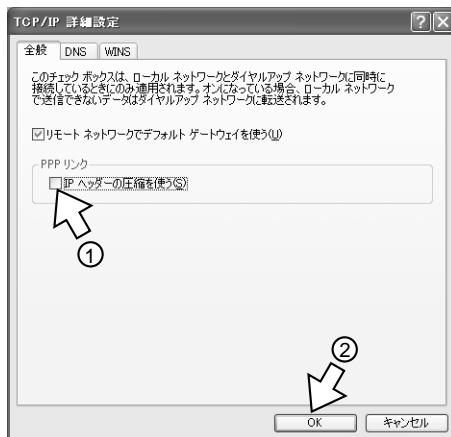 TCP/IP 詳細設定
全般 DNS WINS
このチェック ボックスは、ローカル ネットワークとダイヤルアップ ネットワークに同時に
接続しているときにのみ適用されます。オンになっている場合、ローカル ネットワーク
で送信できないデータはダイヤルアップ ネットワークに転送されます。
リモート ネットワークでデフォルト ゲートウェイを使う(U)
PPP リンク
IP ヘッダーの圧縮を使う(S)
①
②
OK キャンセル